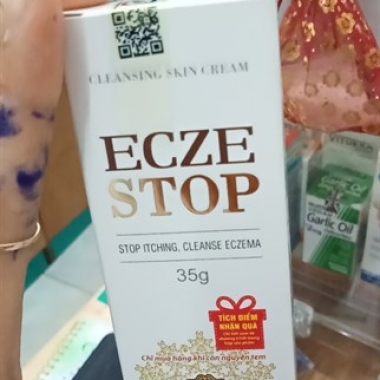 CLEANSING SKIN CREAM
ECZE
STOP
STOP ITCHING, CLEANSE ECZEMA
35g
TÍCH ĐIỂM
NHẬN QUÀ
Chỉ mua hàng khi còn nguyên tem
Garlic Oil